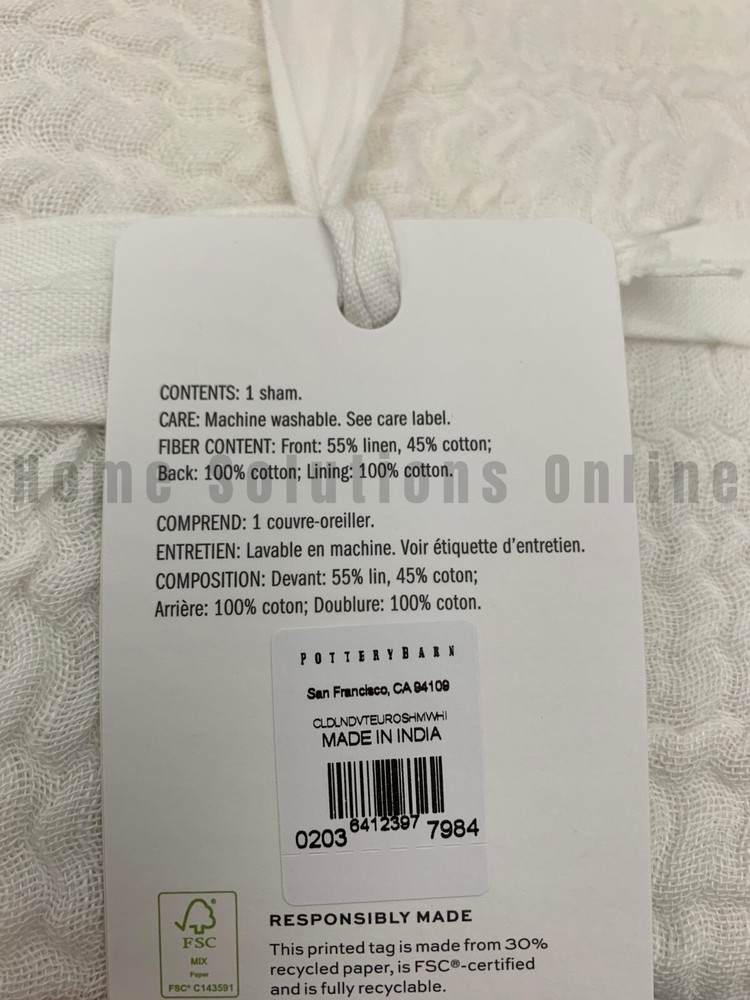 CONTENTS: 1 sham.
CARE: Machine washable. See care label.
FIBER CONTENT: Front: 55% linen, 45% cotton;
Back: 100% cotton; Lining: 100% cotton.
Home Solutions Online
COMPREND: 1 couvre-oreiller.
ENTRETIEN: Lavable en machine. Voir étiquette d'entretien.
COMPOSITION: Devant: 55% lin, 45% coton;
Arrière: 100% coton; Doublure: 100% coton.
POTTERY BARN
San Francisco, CA 94109
CLDLNDVTEUROSHMWHI
MADE IN INDIA
0203 6412397 7984
FSC
MIX
Paper
FSC® C143591
RESPONSIBLY MADE
This printed tag is made from 30%
recycled paper, is FSC®-certified
and is fully recyclable.